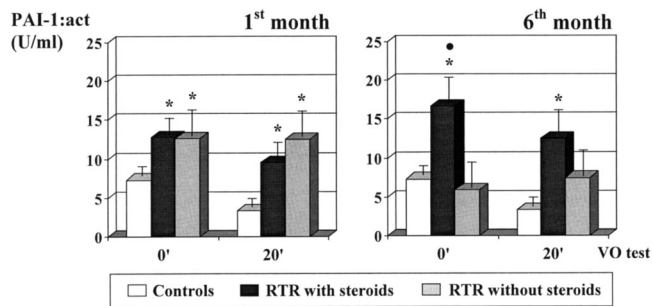 PAI-1:act
(U/ml)
1st month
6th month
25
20
15
10
5
0
* * * *
0' 20'
25
20
15
10
5
0
•
* *
0' 20' VO test
Controls RTR with steroids RTR without steroids